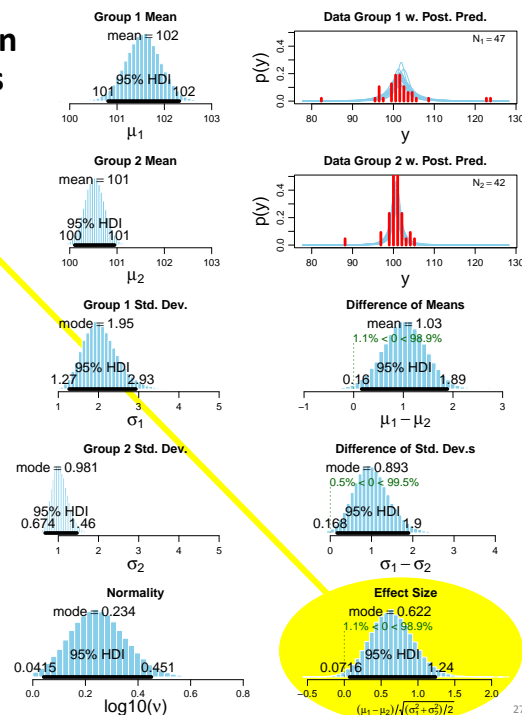 n
s
Group 1 Mean
mean = 102
95% HDI
101 102
100 101 102 103 104
μ1
Data Group 1 w. Post. Pred.
N1 = 47
p(y)
0.0 0.2 0.4
80 90 100 110 120 130
y
Group 2 Mean
mean = 101
95% HDI
100 101
100 101 102 103 104
μ2
Data Group 2 w. Post. Pred.
N2 = 42
p(y)
0.0 0.2 0.4
80 90 100 110 120 130
y
Group 1 Std. Dev.
mode = 1.95
95% HDI
1.27 2.93
1 2 3 4 5
σ1
Difference of Means
mean = 1.03
1.1% < 0 < 98.9%
95% HDI
0.16 1.89
−1 0 1 2 3
μ1 − μ2
Group 2 Std. Dev.
mode = 0.981
95% HDI
0.674 1.46
1 2 3 4 5
σ2
Difference of Std. Dev.s
mode = 0.893
0.5% < 0 < 99.5%
95% HDI
0.168 1.9
0 1 2 3 4
σ1 − σ2
Normality
mode = 0.234
95% HDI
0.0415 0.451
0.0 0.2 0.4 0.6 0.8
log10(ν)
Effect Size
mode = 0.622
1.1% < 0 < 98.9%
95% HDI
0.0716 1.24
−0.5 0.0 0.5 1.0 1.5 2.0
(μ1 − μ2)/√(σ1² + σ2²)/2
27